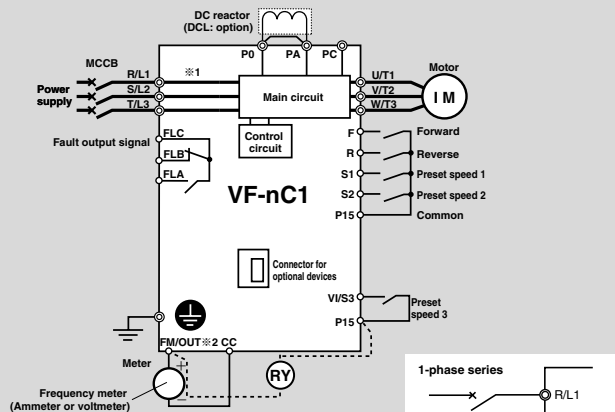 DC reactor
(DCL: option)
P0 PA PC
MCCB
R/L1
※1
U/T1
Motor
Power
supply
S/L2
V/T2
I M
T/L3
W/T3
Main circuit
Control
circuit
Fault output signal
FLC
FLB
FLA
VF-nC1
F
Forward
R
Reverse
S1
Preset speed 1
S2
Preset speed 2
P15
Common
Connector for
optional devices
VI/S3
Preset
speed 3
P15
FM/OUT※2 CC
Meter
+
−
RY
Frequency meter
(Ammeter or voltmeter)
1-phase series
R/L1